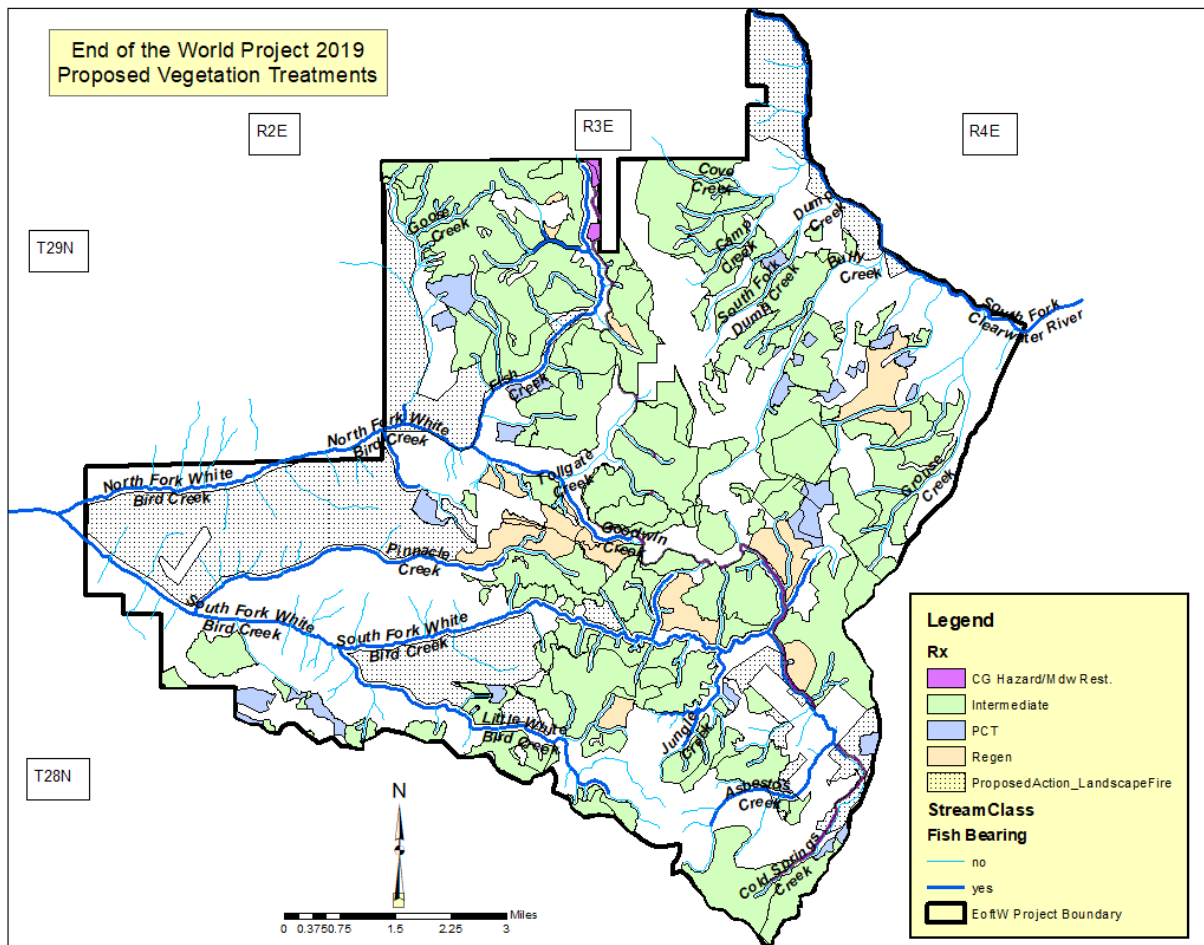 End of the World Project 2019
Proposed Vegetation Treatments
R2E
R3E
R4E
T29N
T28N
Cove
Creek
Goose
Creek
Camp
Creek
Dump
Creek
South Fork
Dump Creek
Bully
Creek
South Fork
Clearwater River
Fish
Creek
North Fork White
Bird Creek
North Fork White
Bird Creek
Tollgate
Creek
Grouse
Creek
Goodwin
Creek
Pinnacle
Creek
South Fork White
Bird Creek
South Fork White
Bird Creek
Little White
Bird Creek
Jungle
Creek
Asbestos
Creek
Cold Springs
Creek
N
0 0.375 0.75 1.5 2.25 3
Miles
Legend
Rx
CG Hazard/Mdw Rest.
Intermediate
PCT
Regen
ProposedAction_LandscapeFire
StreamClass
Fish Bearing
no
yes
EoftW Project Boundary